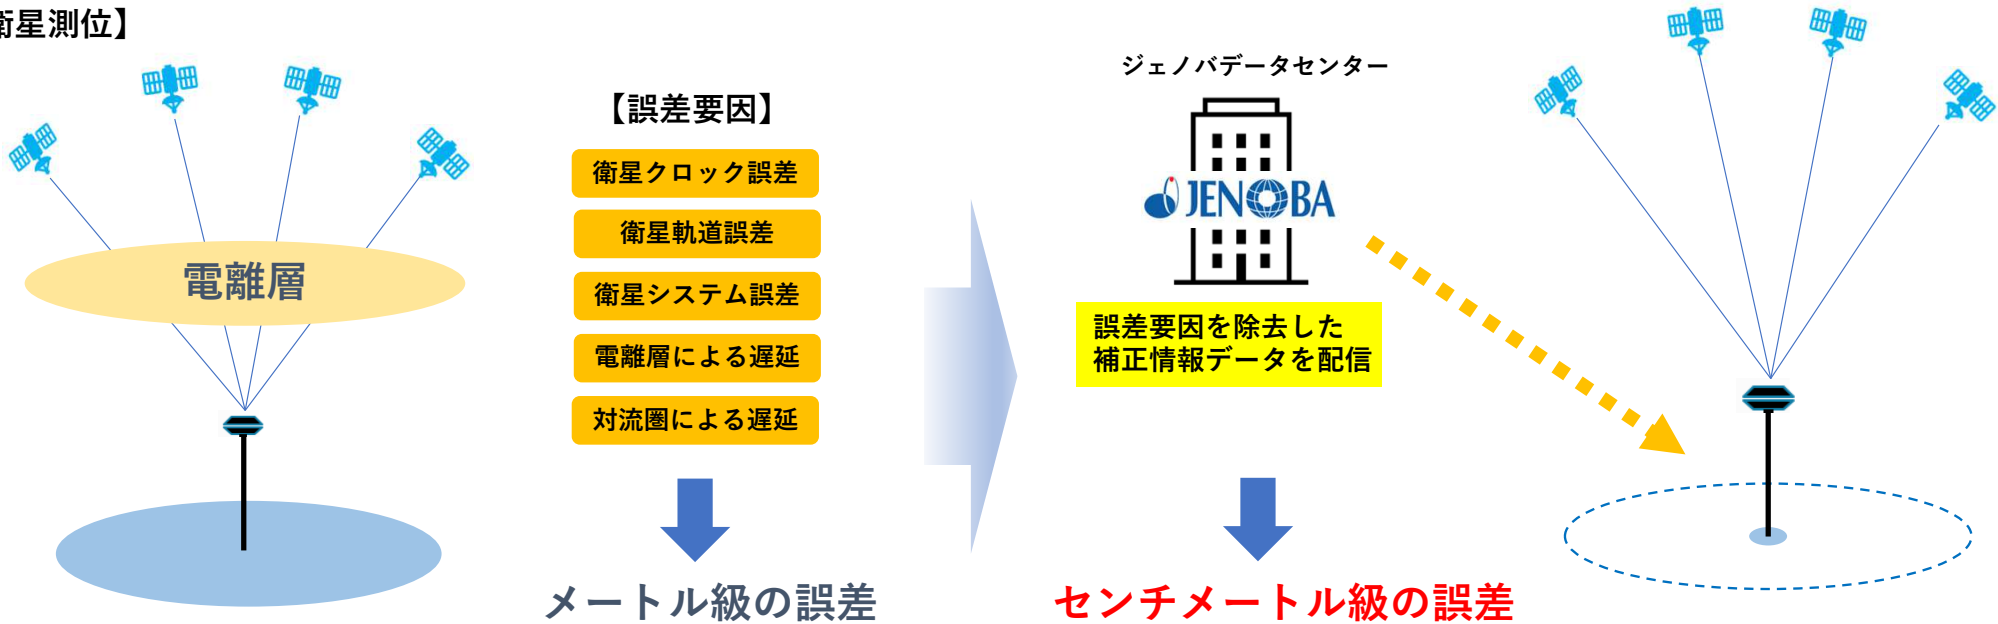 衛星測位】
電離層
【誤差要因】
衛星クロック誤差
衛星軌道誤差
衛星システム誤差
電離層による遅延
対流圏による遅延
メートル級の誤差
ジェノバデータセンター
JENOBA
誤差要因を除去した
補正情報データを配信
センチメートル級の誤差